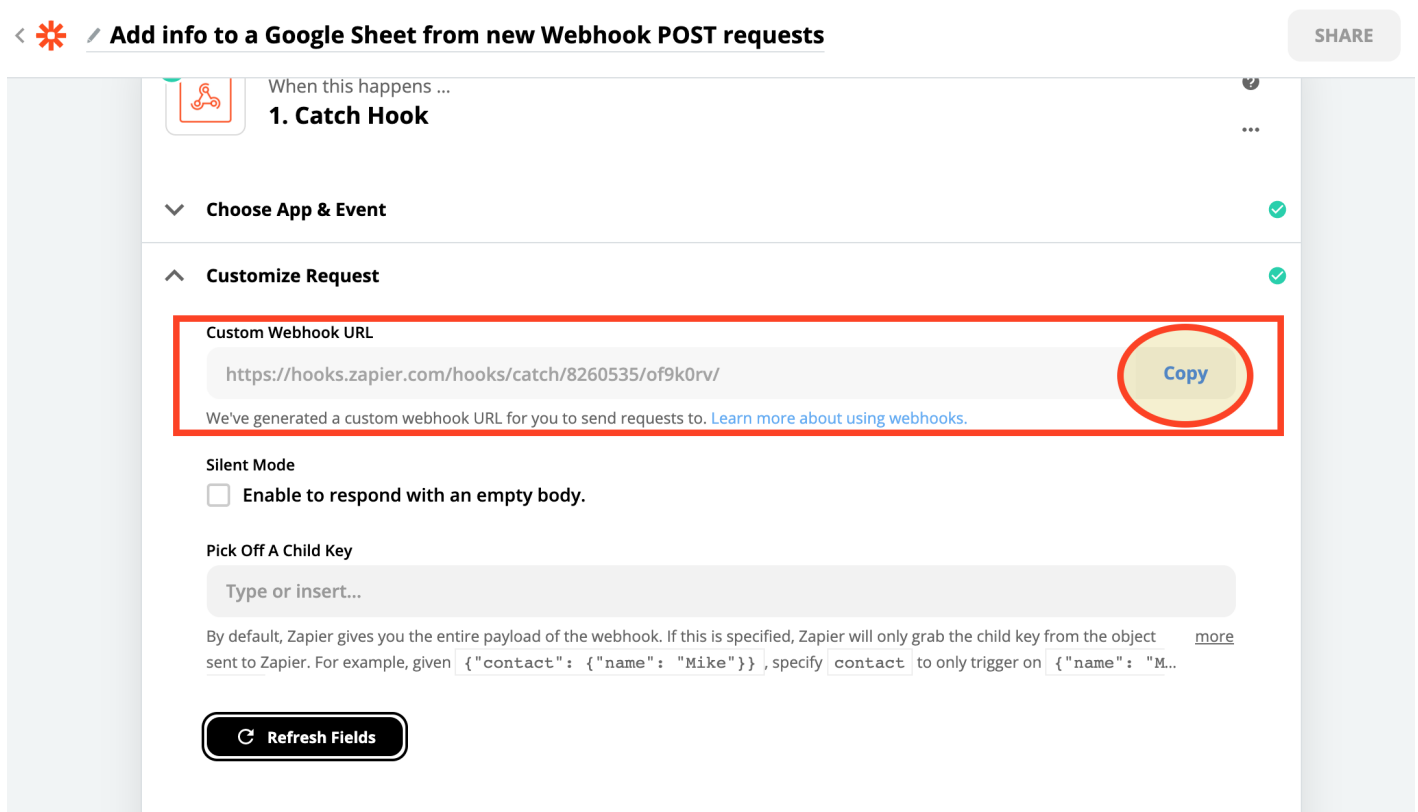 Add info to a Google Sheet from new Webhook POST requests
SHARE
When this happens ...
1. Catch Hook
Choose App & Event
Customize Request
Custom Webhook URL
https://hooks.zapier.com/hooks/catch/8260535/of9k0rv/
Copy
We've generated a custom webhook URL for you to send requests to. Learn more about using webhooks.
Silent Mode
Enable to respond with an empty body.
Pick Off A Child Key
Type or insert...
By default, Zapier gives you the entire payload of the webhook. If this is specified, Zapier will only grab the child key from the object more
sent to Zapier. For example, given {"contact": {"name": "Mike"}} , specify contact to only trigger on {"name": "M...
Refresh Fields